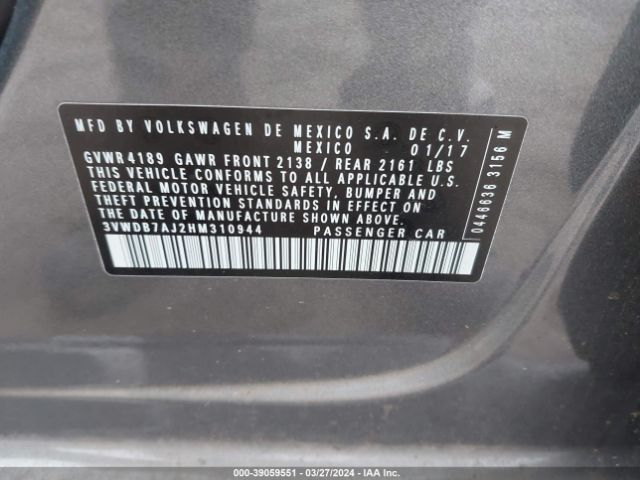 MFD BY VOLKSWAGEN DE MEXICO S.A. DE C.V.
MEXICO 01/17
GVWR 4189 GAWR FRONT 2138 / REAR 2161 LBS
THIS VEHICLE CONFORMS TO ALL APPLICABLE U.S.
FEDERAL MOTOR VEHICLE SAFETY, BUMPER AND
THEFT PREVENTION STANDARDS IN EFFECT ON
THE DATE OF MANUFACTURE SHOWN ABOVE.
3VWDB7AJ2HM310944 PASSENGER CAR
0446636 3156 M
000-39059551 - 03/27/2024 - IAA Inc.